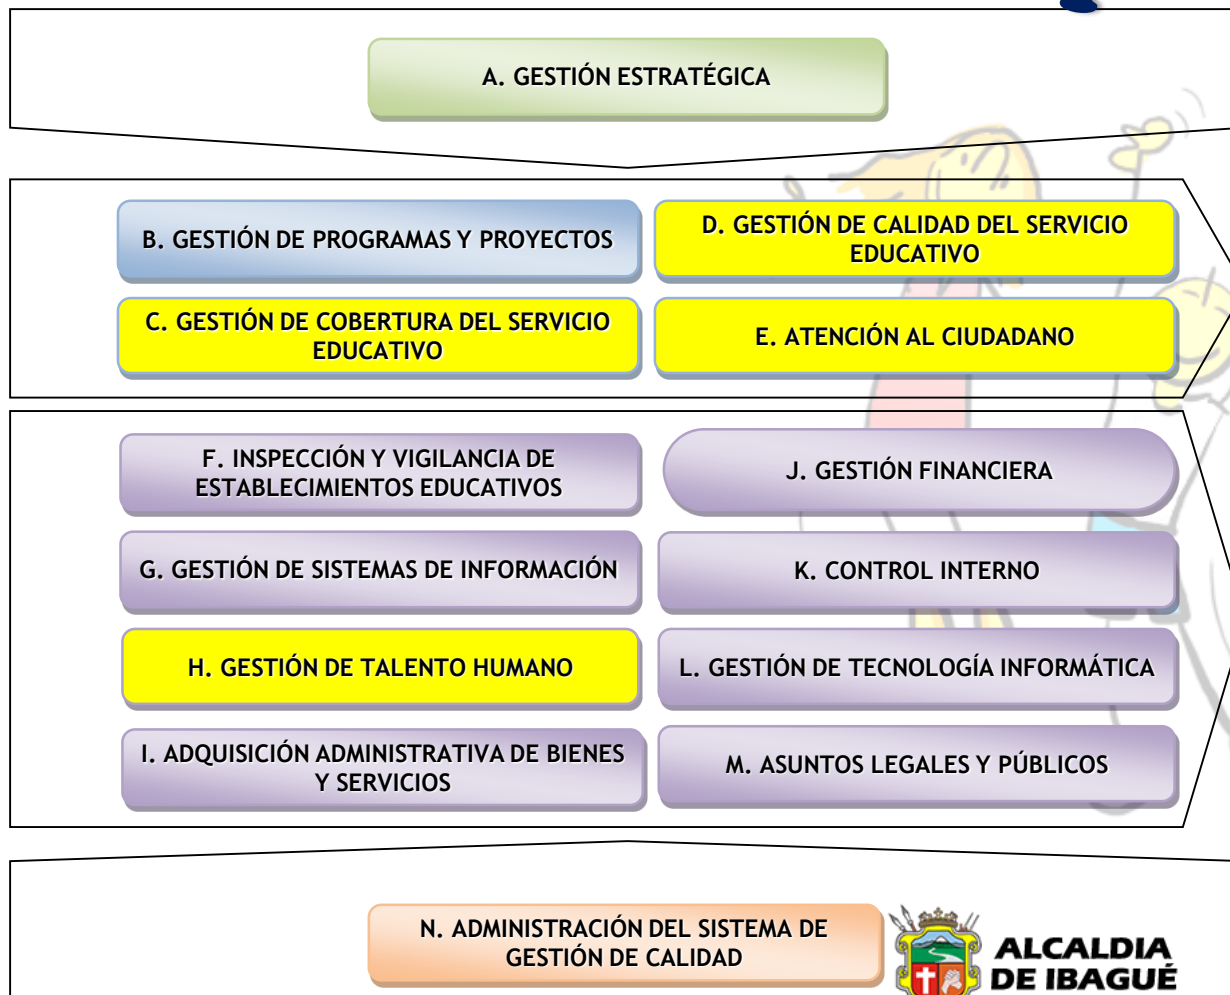 A. GESTIÓN ESTRATÉGICA
B. GESTIÓN DE PROGRAMAS Y PROYECTOS
D. GESTIÓN DE CALIDAD DEL SERVICIO
EDUCATIVO
C. GESTIÓN DE COBERTURA DEL SERVICIO
EDUCATIVO
E. ATENCIÓN AL CIUDADANO
F. INSPECCIÓN Y VIGILANCIA DE
ESTABLECIMIENTOS EDUCATIVOS
J. GESTIÓN FINANCIERA
G. GESTIÓN DE SISTEMAS DE INFORMACIÓN
K. CONTROL INTERNO
H. GESTIÓN DE TALENTO HUMANO
L. GESTIÓN DE TECNOLOGÍA INFORMÁTICA
I. ADQUISICIÓN ADMINISTRATIVA DE BIENES
Y SERVICIOS
M. ASUNTOS LEGALES Y PÚBLICOS
N. ADMINISTRACIÓN DEL SISTEMA DE
GESTIÓN DE CALIDAD
ALCALDIA
DE IBAGUÉ